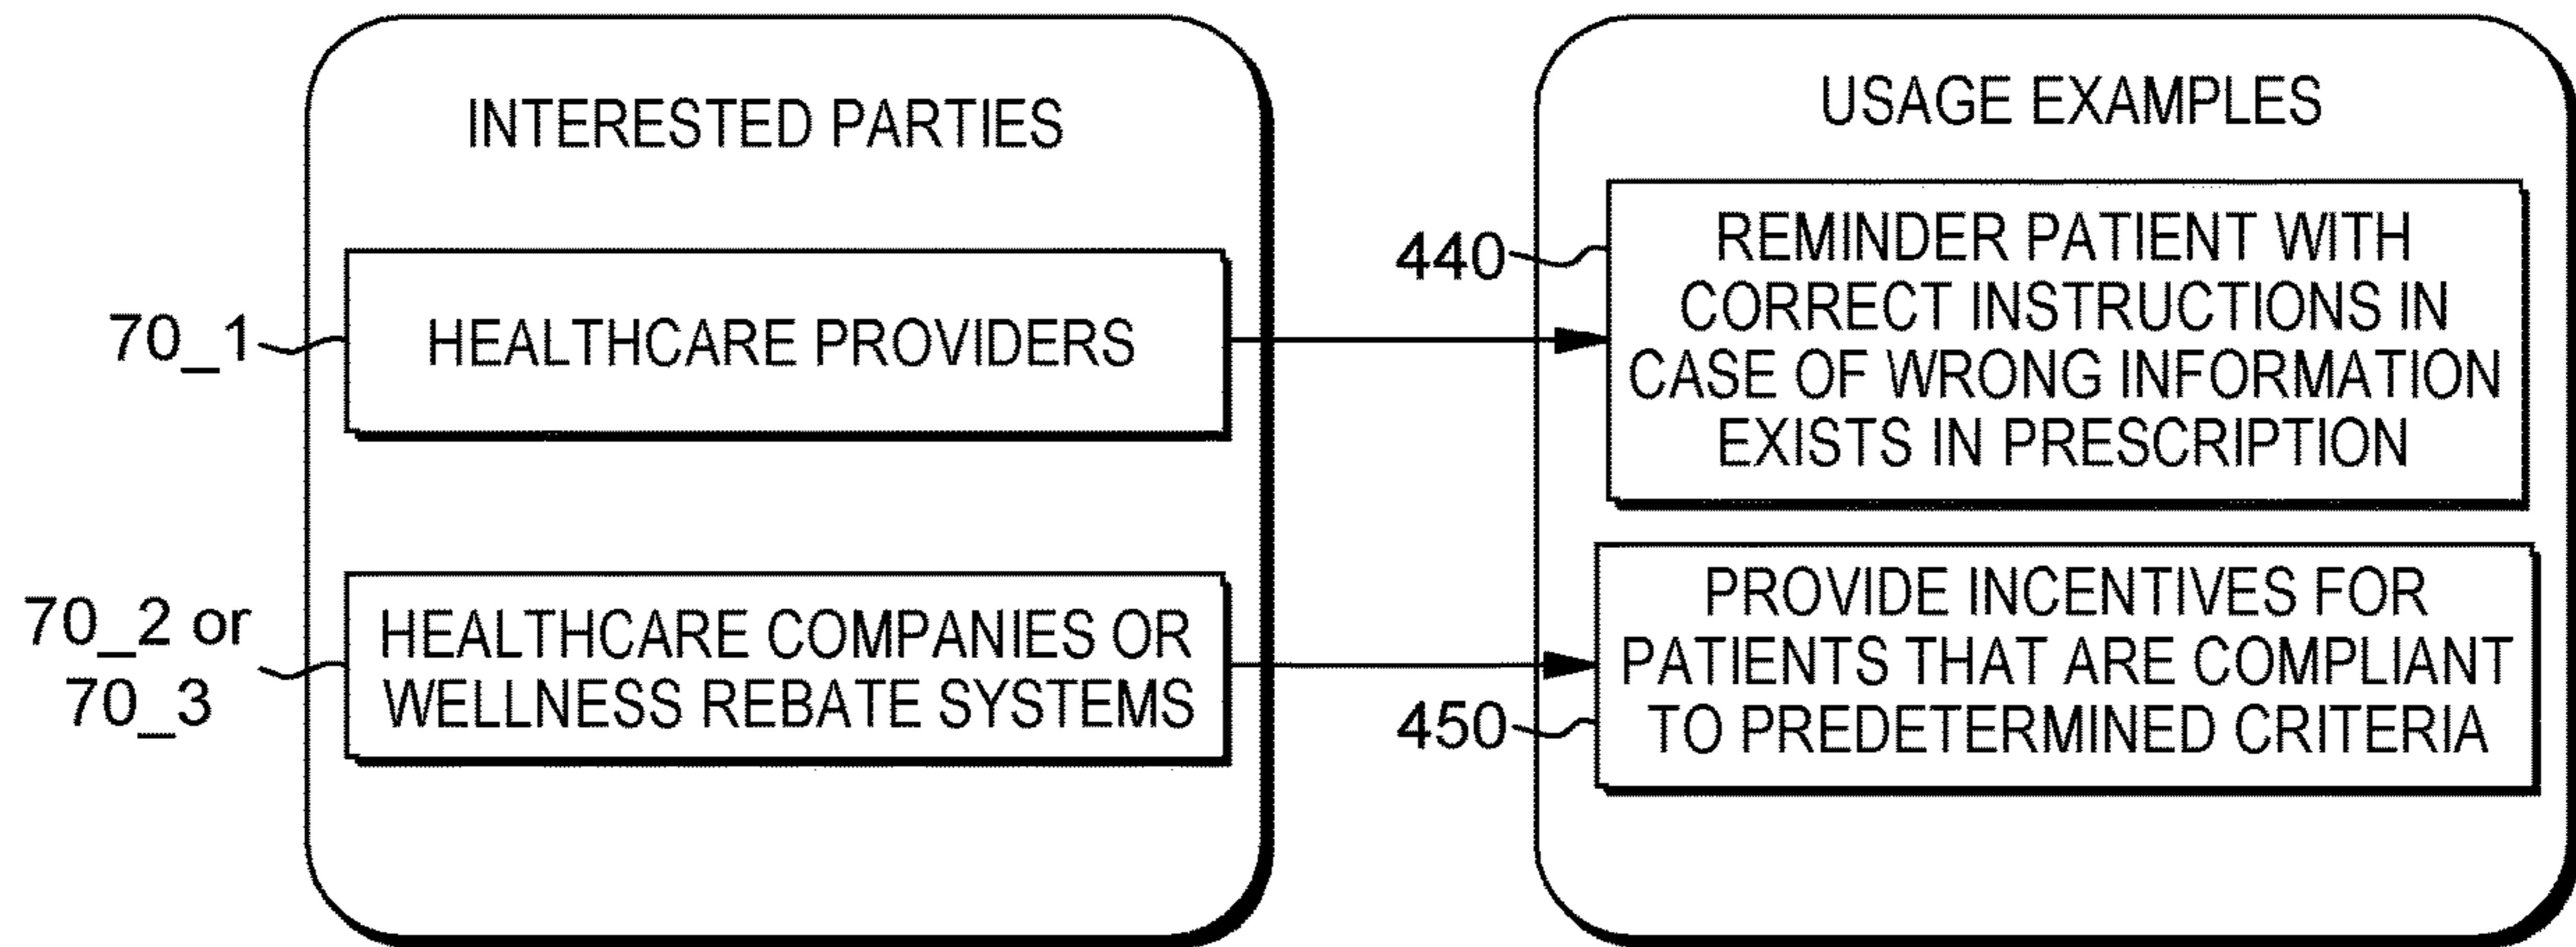 INTERESTED PARTIES
70_1
HEALTHCARE PROVIDERS
70_2 or
70_3
HEALTHCARE COMPANIES OR
WELLNESS REBATE SYSTEMS
USAGE EXAMPLES
440
REMINDER PATIENT WITH
CORRECT INSTRUCTIONS IN
CASE OF WRONG INFORMATION
EXISTS IN PRESCRIPTION
450
PROVIDE INCENTIVES FOR
PATIENTS THAT ARE COMPLIANT
TO PREDETERMINED CRITERIA